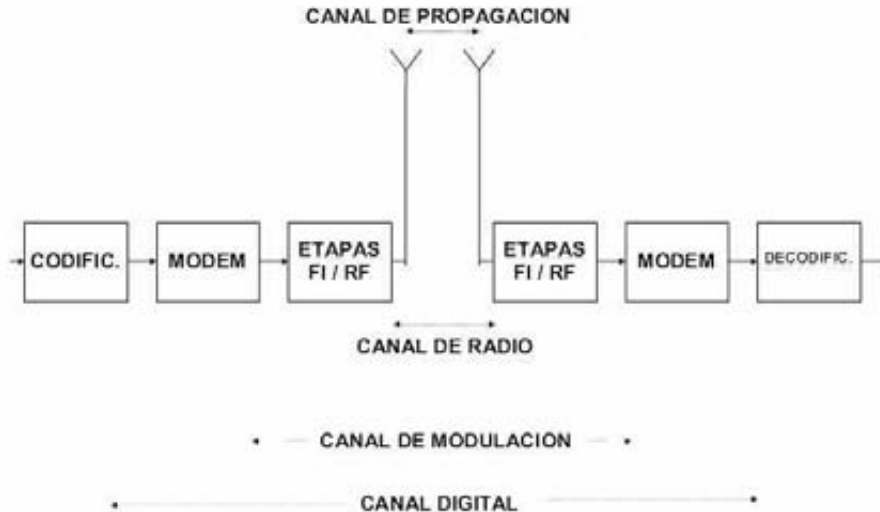 CANAL DE PROPAGACION
CODIFIC.
MODEM
ETAPAS
FI / RF
ETAPAS
FI / RF
MODEM
DECODIFIC.
CANAL DE RADIO
CANAL DE MODULACION
CANAL DIGITAL